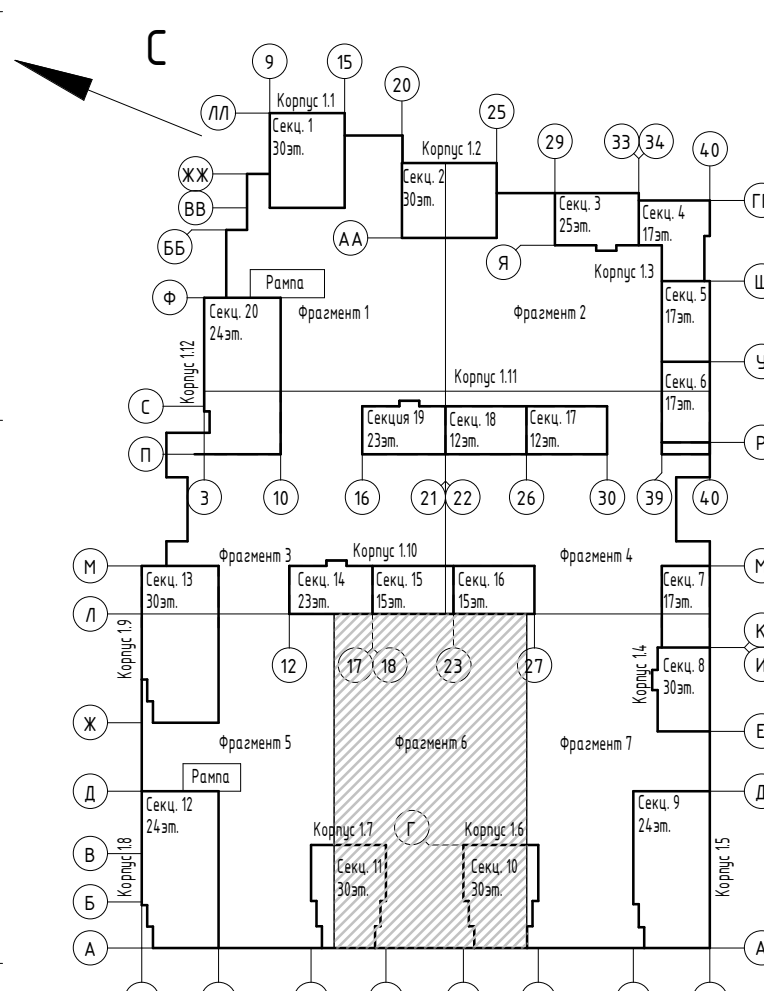 С
9
15
20
25
29
33
34
40
ЛЛ
Корпус 1.1
Секц. 1
30эт.
Корпус 1.2
Секц. 2
30эт.
ЖЖ
ВВ
ББ
АА
Я
Секц. 3
25эт.
Секц. 4
17эт.
Корпус 1.3
Ш
Секц. 5
17эт.
Ф
Рампа
Секц. 20
24эт.
Фрагмент 1
Фрагмент 2
Корпус 1.12
Корпус 1.11
У
Секц. 6
17эт.
С
П
Секция 19
23эт.
Секц. 18
12эт.
Секц. 17
12эт.
Р
3
10
16
21
22
26
30
39
40
Фрагмент 3
Корпус 1.10
Фрагмент 4
М
Секц. 13
30эт.
Секц. 14
23эт.
Секц. 15
15эт.
Секц. 16
15эт.
Секц. 7
17эт.
М
Л
Корпус 1.9
12
17
18
23
27
Корпус 1.4
Секц. 8
30эт.
К
И
Ж
Фрагмент 5
Фрагмент 6
Фрагмент 7
Е
Рампа
Д
Секц. 12
24эт.
Секц. 9
24эт.
Д
Корпус 1.7
Г
Корпус 1.6
В
Корпус 1.8
Секц. 11
30эт.
Секц. 10
30эт.
Корпус 1.5
Б
А
А